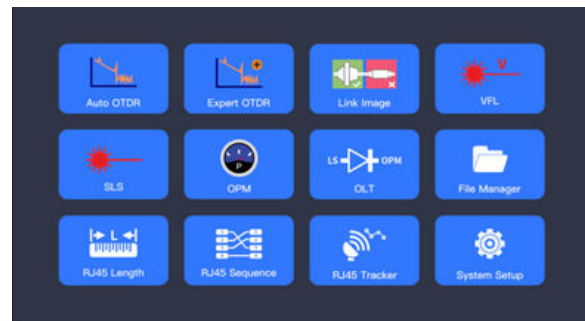 Auto OTDR
Expert OTDR
Link Image
V
VFL
SLS
P
OPM
LS OPM
OLT
File Manager
L
RJ45 Length
RJ45 Sequence
RJ45 Tracker
System Setup